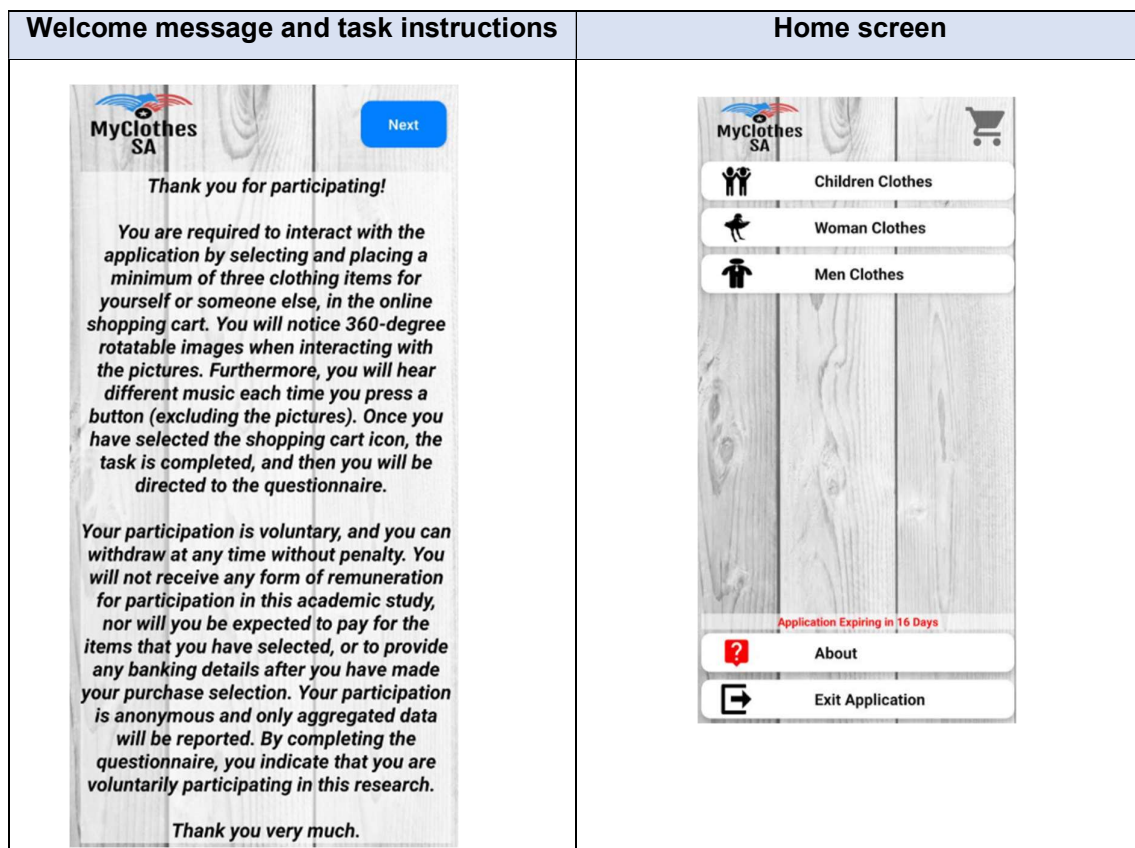 Welcome message and task instructions
Home screen
MyClothes
SA
Next
Thank you for participating!
You are required to interact with the
application by selecting and placing a
minimum of three clothing items for
yourself or someone else, in the online
shopping cart. You will notice 360-degree
rotatable images when interacting with
the pictures. Furthermore, you will hear
different music each time you press a
button (excluding the pictures). Once you
have selected the shopping cart icon, the
task is completed, and then you will be
directed to the questionnaire.
Your participation is voluntary, and you can
withdraw at any time without penalty. You
will not receive any form of remuneration
for participation in this academic study,
nor will you be expected to pay for the
items that you have selected, or to provide
any banking details after you have made
your purchase selection. Your participation
is anonymous and only aggregated data
will be reported. By completing the
questionnaire, you indicate that you are
voluntarily participating in this research.
Thank you very much.
MyClothes
SA
Children Clothes
Woman Clothes
Men Clothes
Application Expiring in 16 Days
?
About
Exit Application